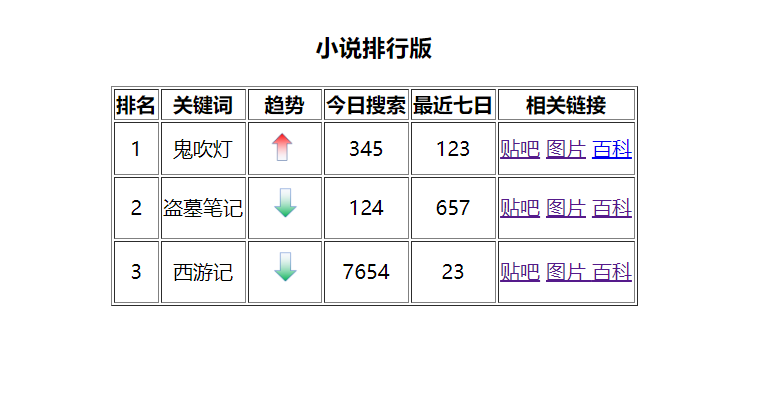 小说排行版
排名 关键词 趋势 今日搜索 最近七日 相关链接
1 鬼吹灯 345 123 贴吧 图片 百科
2 盗墓笔记 124 657 贴吧 图片 百科
3 西游记 7654 23 贴吧 图片 百科